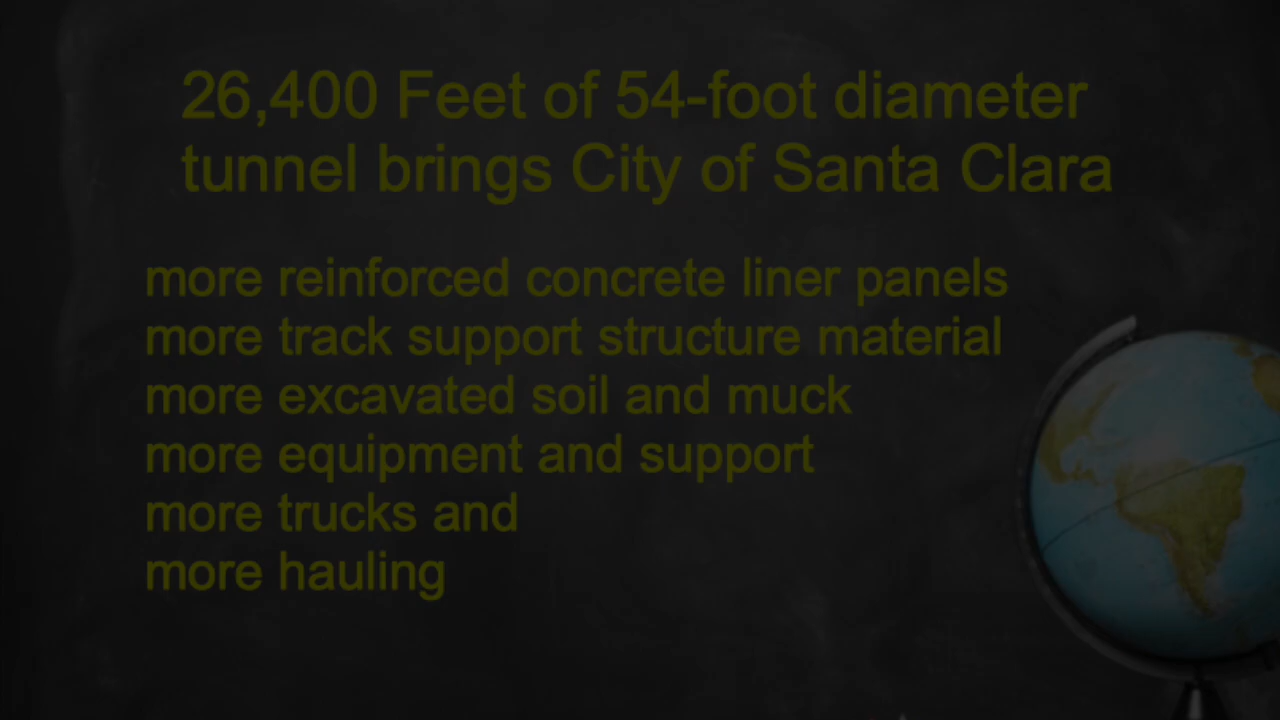 26,400 Feet of 54-foot diameter
tunnel brings City of Santa Clara
more reinforced concrete liner panels
more track support structure material
more excavated soil and muck
more equipment and support
more trucks and
more hauling